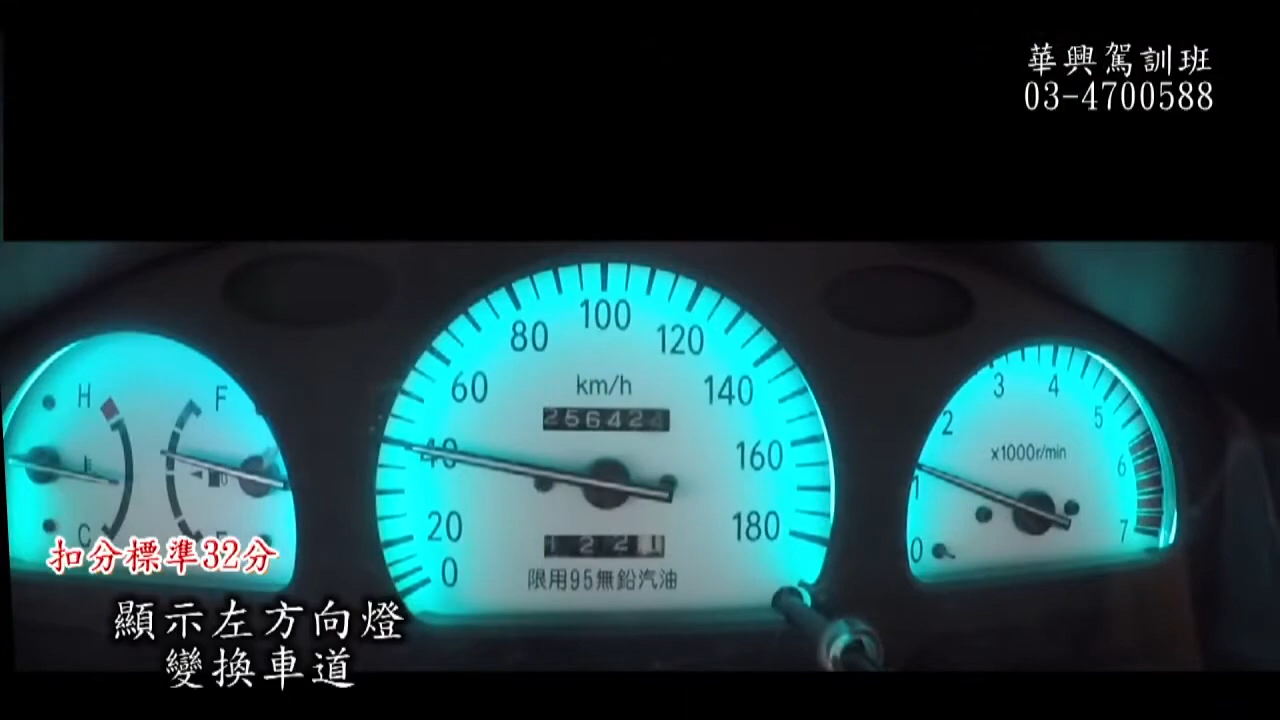 華興駕訓班
03-4700588
80 100 120
60 km/h 140
256424
40 160
20 180
0
限用95無鉛汽油
H F
C
3 4
2 5
x1000r/min
1 6
0 7
扣分標準32分
顯示左方向燈
變換車道